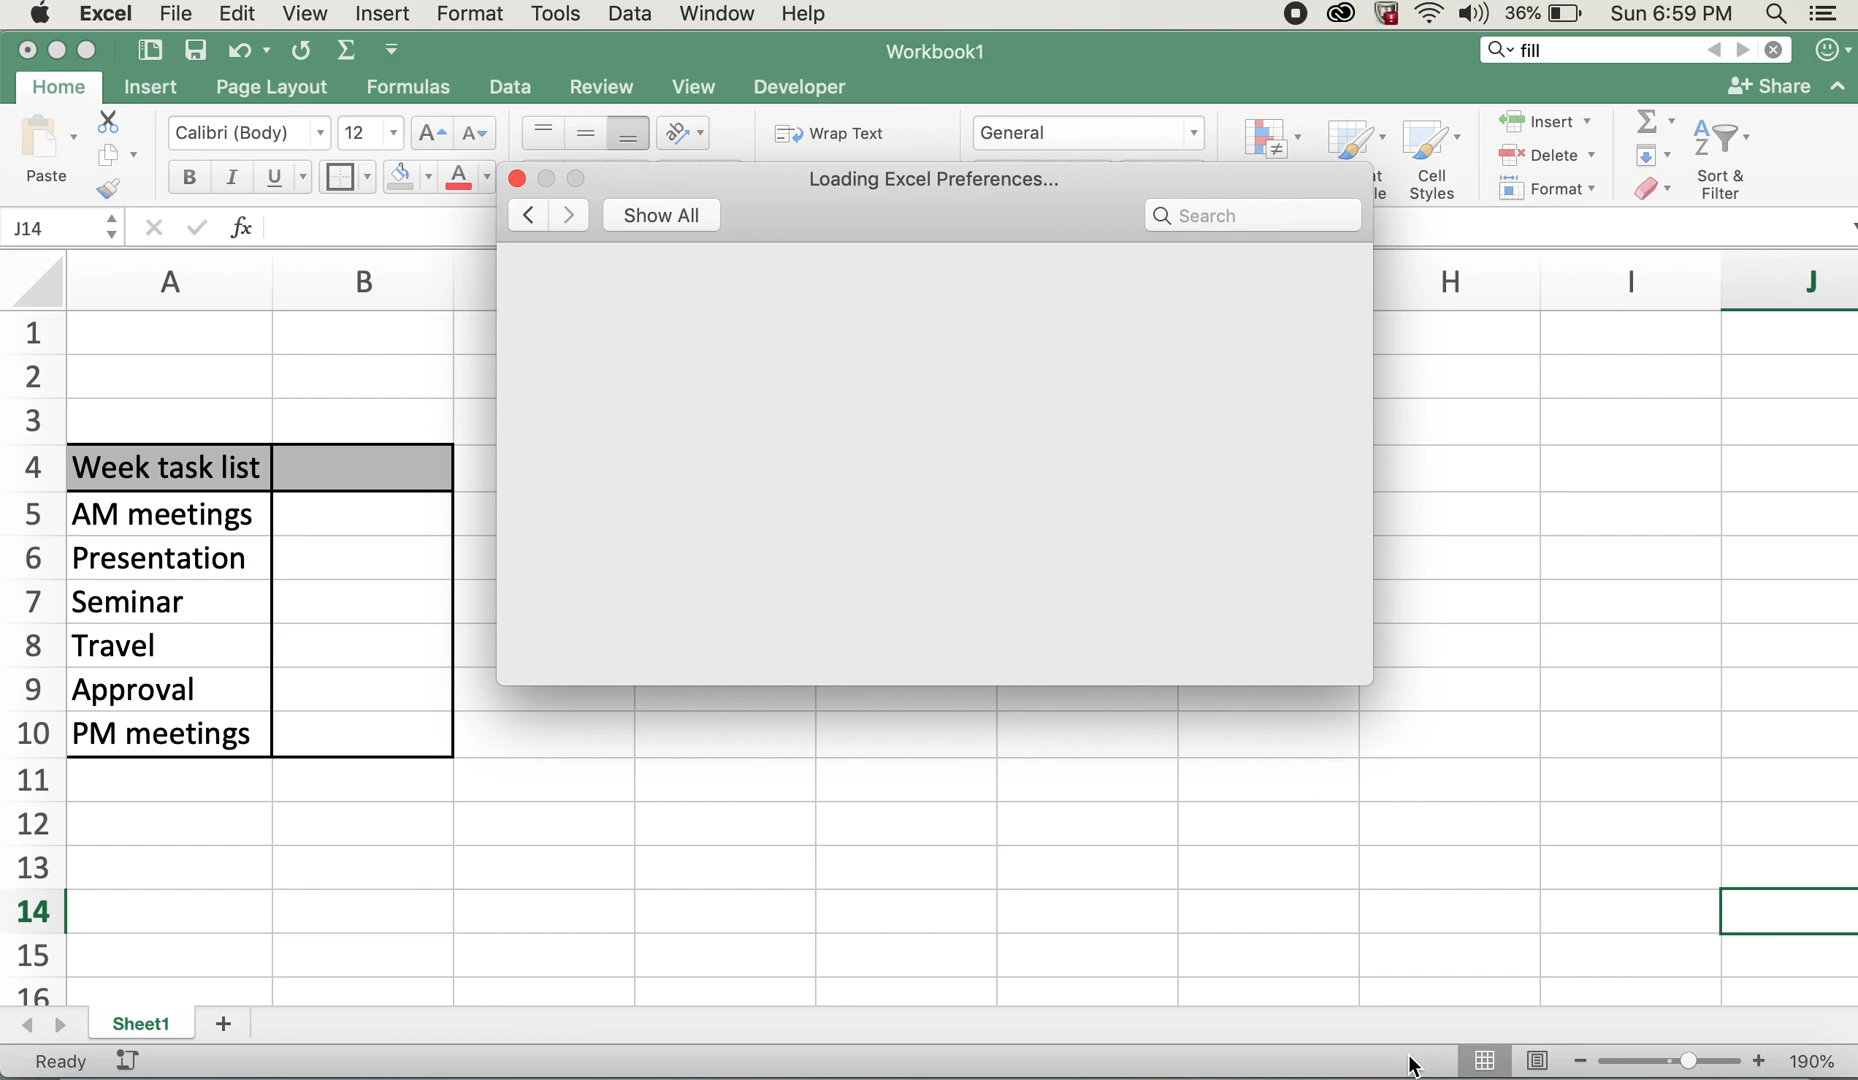 Excel File Edit View Insert Format Tools Data Window Help 36% Sun 6:59 PM
Workbook1
fill
Home Insert Page Layout Formulas Data Review View Developer Share
Paste
Calibri (Body) 12
B I U A
Wrap Text
General
Cell Styles
Insert
Delete
Format
Sort & Filter
J14 fx
Loading Excel Preferences...
Show All
Search
A B H I J
1
2
3
4 Week task list
5 AM meetings
6 Presentation
7 Seminar
8 Travel
9 Approval
10 PM meetings
11
12
13
14
15
16
Sheet1 +
Ready 190%